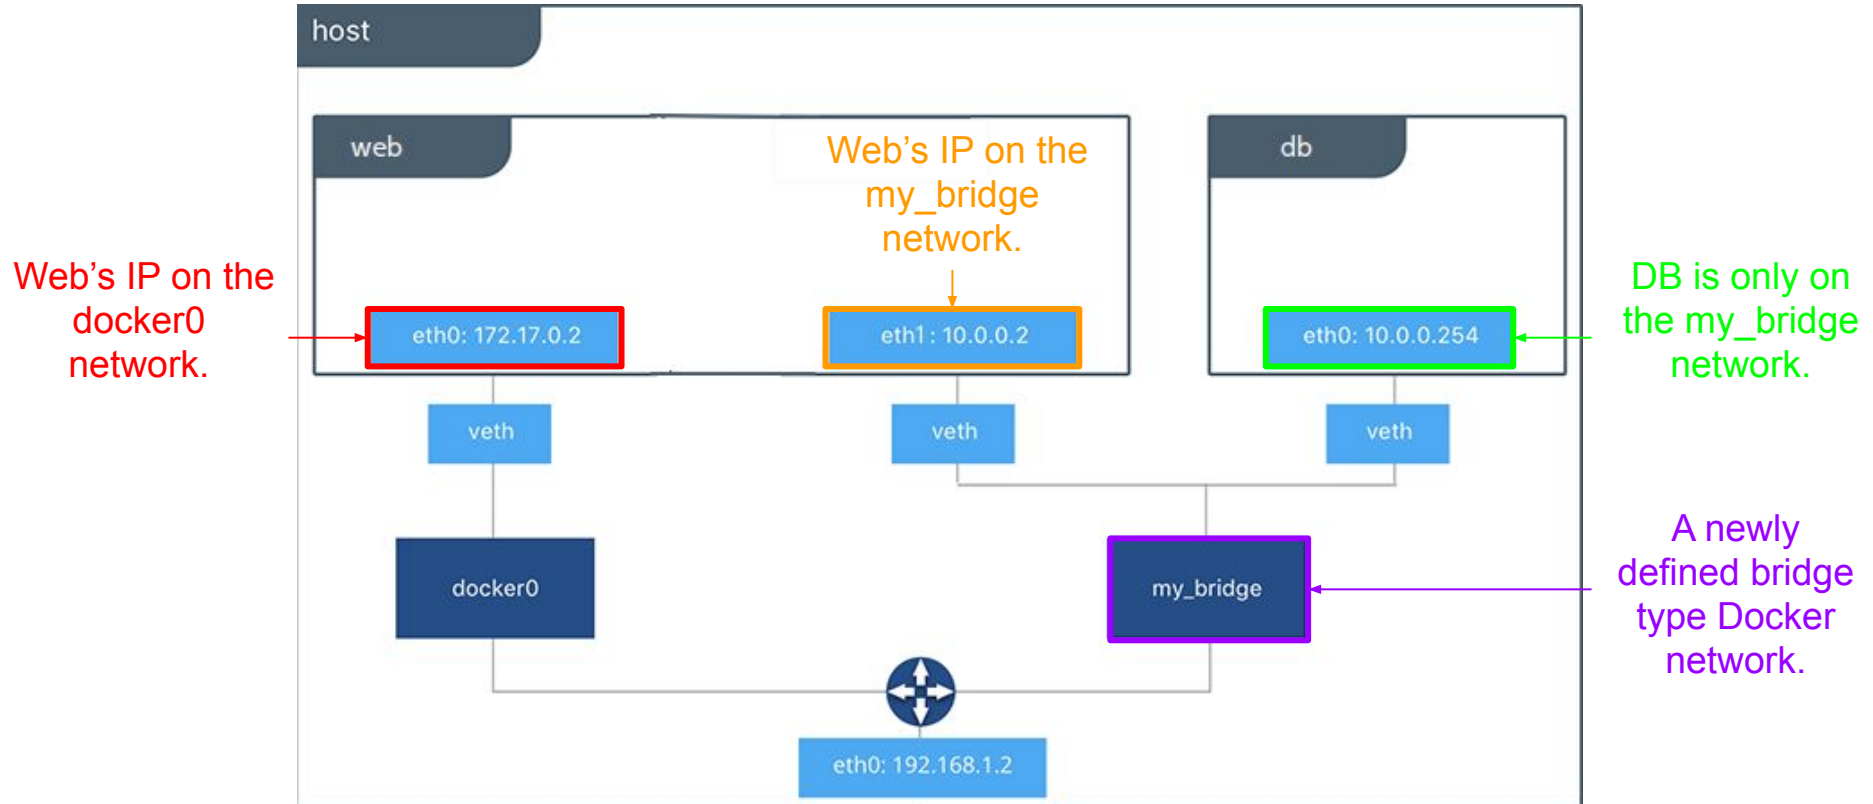 host
web
Web’s IP on the
my_bridge
network.
db
Web’s IP on the
docker0
network.
eth0: 172.17.0.2
eth1: 10.0.0.2
eth0: 10.0.0.254
DB is only on
the my_bridge
network.
veth
veth
veth
docker0
my_bridge
A newly
defined bridge
type Docker
network.
eth0: 192.168.1.2